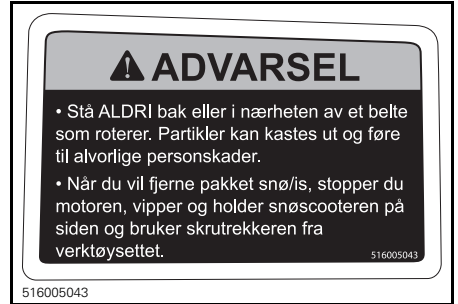 ADVARSEL
• Stå ALDRI bak eller i nærheten av et belte
som roterer. Partikler kan kastes ut og føre
til alvorlige personskader.
• Når du vil fjerne pakket snø/is, stopper du
motoren, vipper og holder snøscooteren på
siden og bruker skrutrekkeren fra
verktøysettet.
516005043
516005043